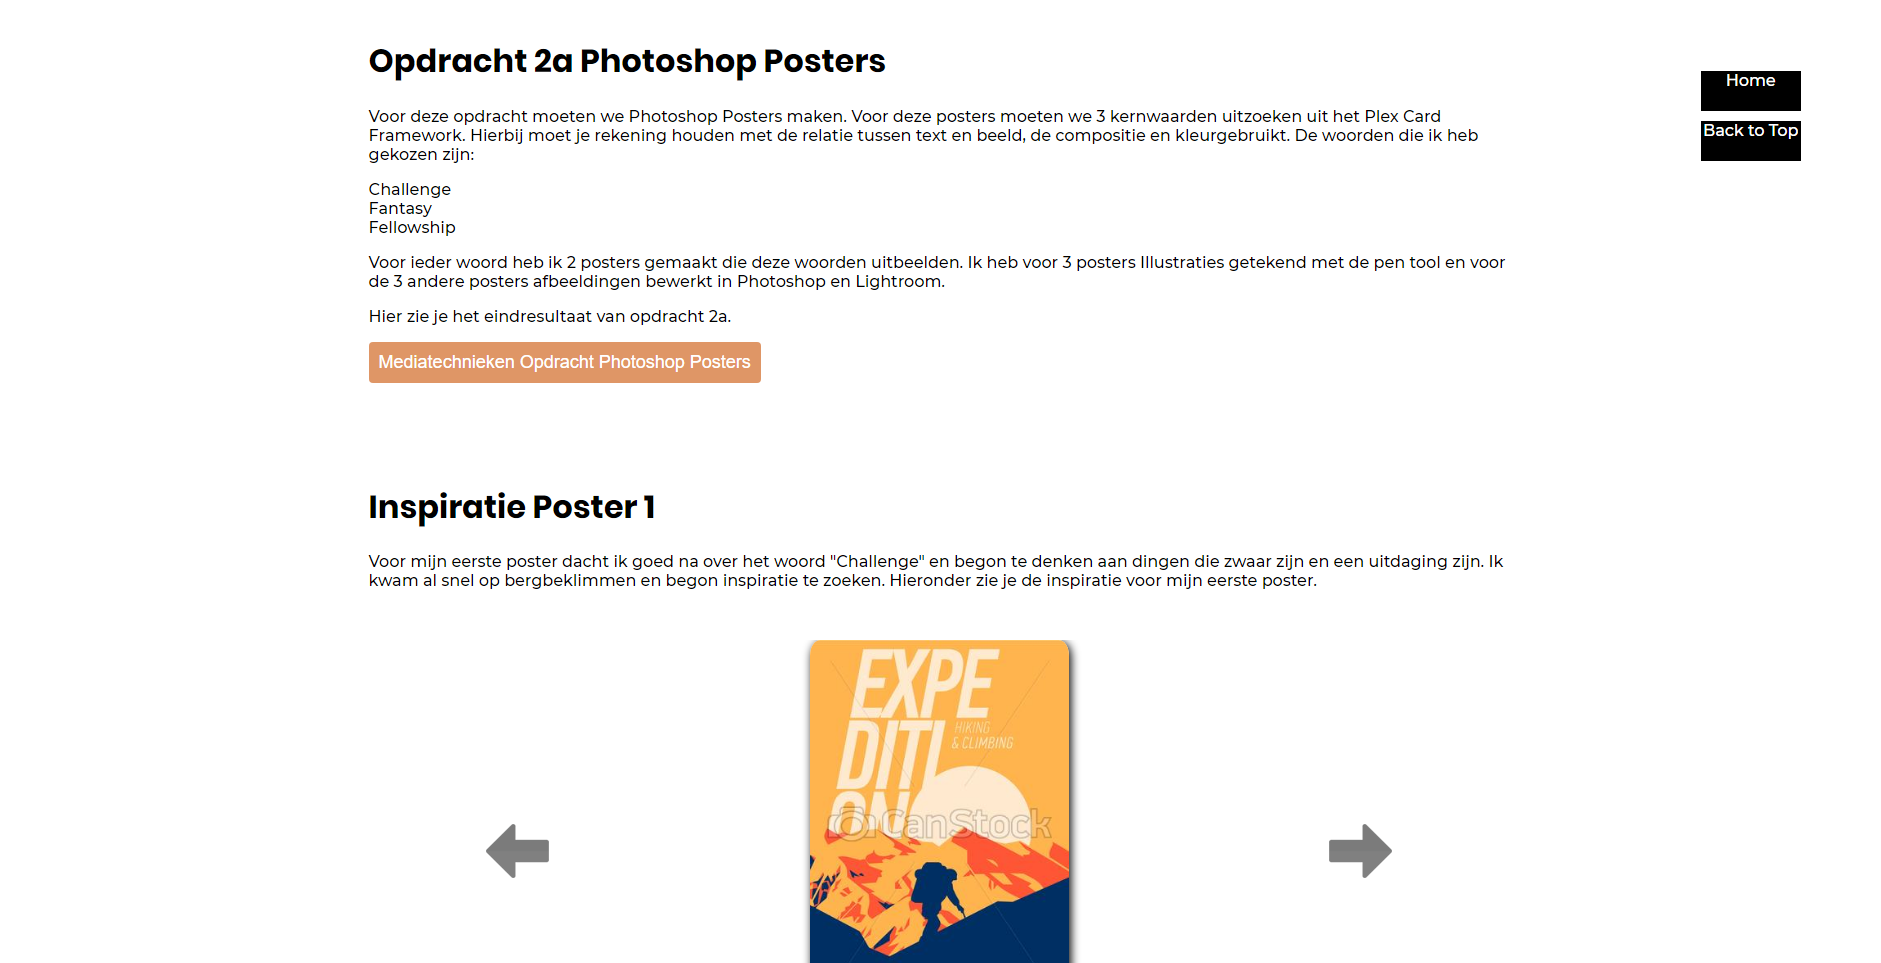 Opdracht 2a Photoshop Posters
Home
Voor deze opdracht moeten we Photoshop Posters maken. Voor deze posters moeten we 3 kernwaarden uitzoeken uit het Plex Card
Framework. Hierbij moet je rekening houden met de relatie tussen text en beeld, de compositie en kleurgebruikt. De woorden die ik heb
gekozen zijn:
Back to Top
Challenge
Fantasy
Fellowship
Voor ieder woord heb ik 2 posters gemaakt die deze woorden uitbeelden. Ik heb voor 3 posters Illustraties getekend met de pen tool en voor
de 3 andere posters afbeeldingen bewerkt in Photoshop en Lightroom.
Hier zie je het eindresultaat van opdracht 2a.
Mediatechnieken Opdracht Photoshop Posters
Inspiratie Poster 1
Voor mijn eerste poster dacht ik goed na over het woord "Challenge" en begon te denken aan dingen die zwaar zijn en een uitdaging zijn. Ik
kwam al snel op bergbeklimmen en begon inspiratie te zoeken. Hieronder zie je de inspiratie voor mijn eerste poster.
EXPE
DITI
ON
HIKING
& CLIMBING
CanStock